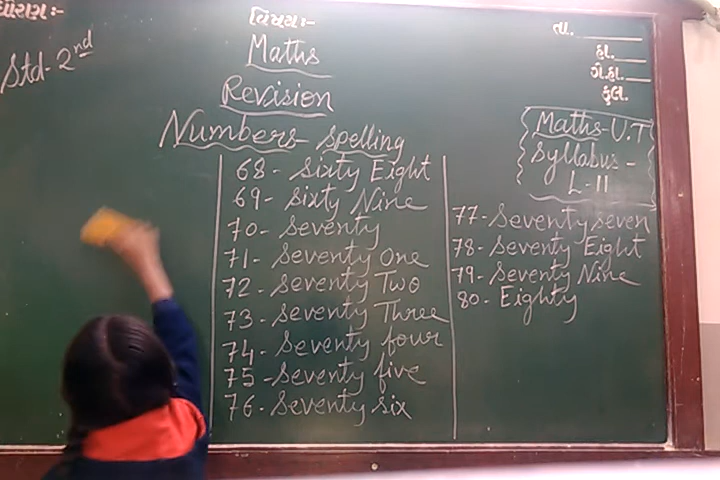 ધોરણ :-
Std- 2nd
વિષય:-
Maths
Revision
Numbers- spelling
68 - Sixty Eight
69 - Sixty Nine
70 - Seventy
71 - Seventy One
72 - Seventy Two
73 - Seventy Three
74 - Seventy four
75 - Seventy five
76 - Seventy six
તા.
હા.
ગે.હા.
કુલ.
Maths-U.T
Syllabus -
L-11
77 - Seventy seven
78 - Seventy Eight
79 - Seventy Nine
80 - Eighty